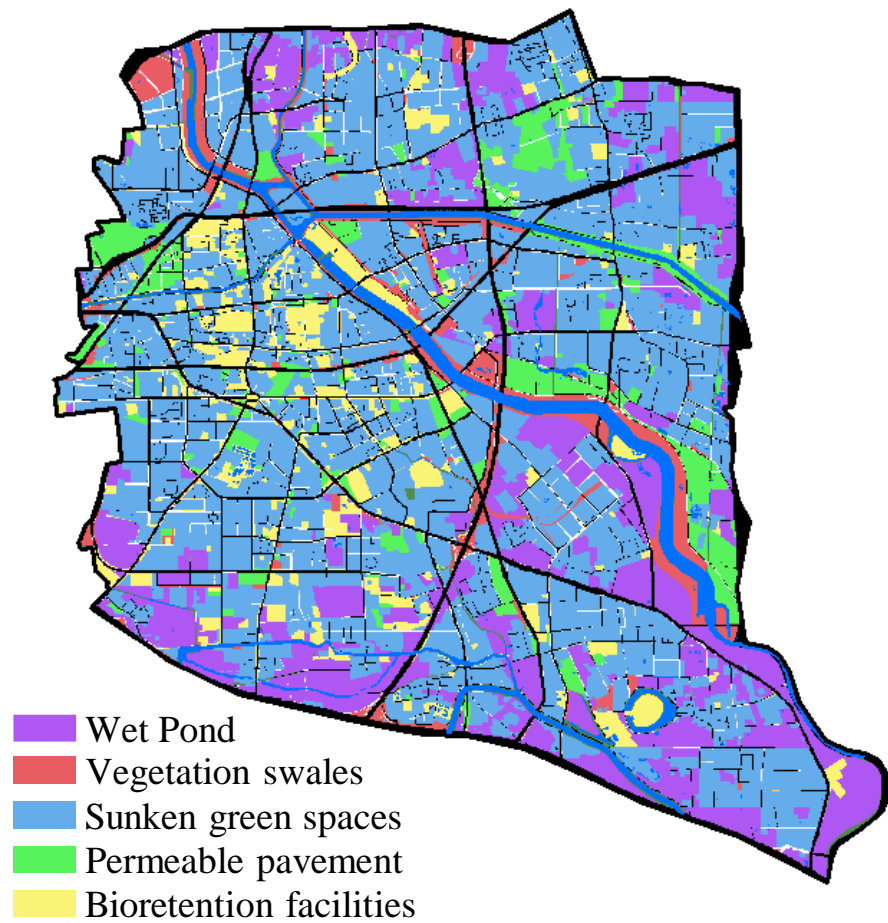 Wet Pond
Vegetation swales
Sunken green spaces
Permeable pavement
Bioretention facilities